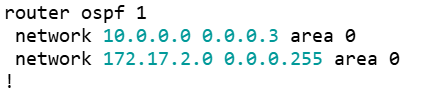 router ospf 1
 network 10.0.0.0 0.0.0.3 area 0
 network 172.17.2.0 0.0.0.255 area 0
!